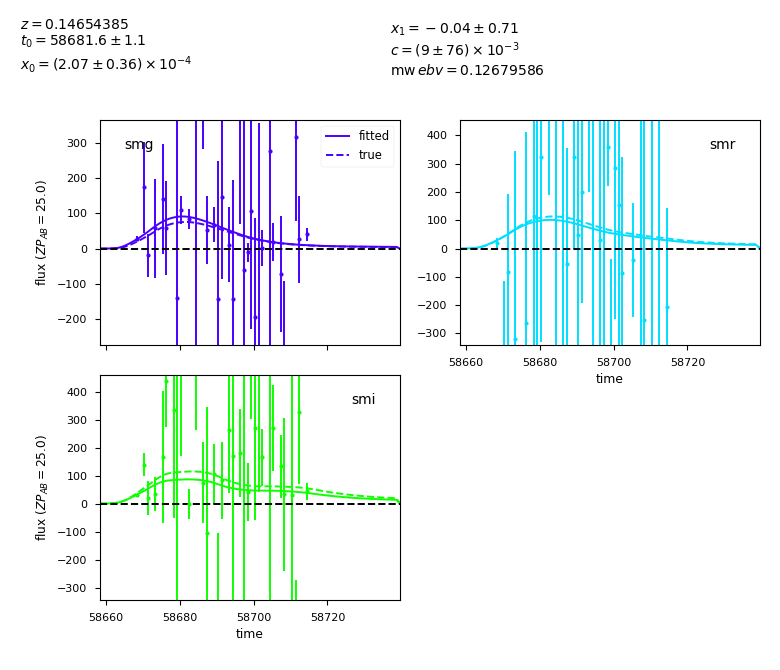 z = 0.14654385
t₀ = 58681.6 ± 1.1
x₀ = (2.07 ± 0.36) × 10⁻⁴
x₁ = −0.04 ± 0.71
c = (9 ± 76) × 10⁻³
mw ebv = 0.12679586
smg
fitted
true
300
200
100
0
−100
−200
flux (ZP_AB = 25.0)
smr
400
300
200
100
0
−100
−200
−300
58660 58680 58700 58720
time
smi
400
300
200
100
0
−100
−200
−300
flux (ZP_AB = 25.0)
58660 58680 58700 58720
time